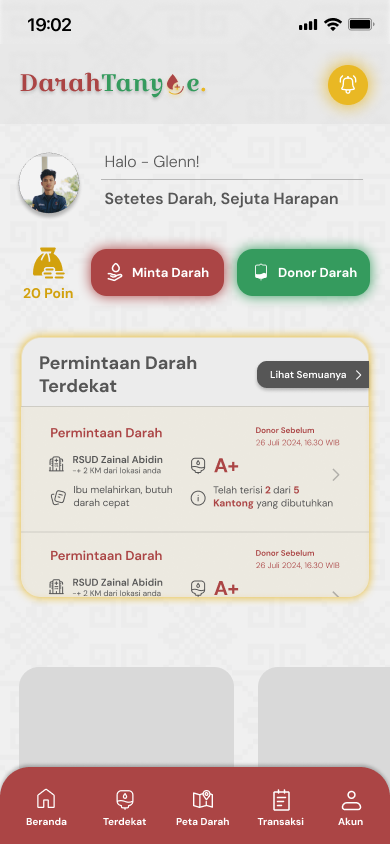 19:02
DarahTanyoe.
Halo - Glenn!
Setetes Darah, Sejuta Harapan
20 Poin
Minta Darah
Donor Darah
Permintaan Darah
Terdekat
Lihat Semuanya
Permintaan Darah
Donor Sebelum
26 Juli 2024, 16.30 WIB
RSUD Zainal Abidin
-+ 2 KM dari lokasi anda
A+
Ibu melahirkan, butuh
darah cepat
Telah terisi 2 dari 5
Kantong yang dibutuhkan
Permintaan Darah
Donor Sebelum
26 Juli 2024, 16.30 WIB
RSUD Zainal Abidin
-+ 2 KM dari lokasi anda
A+
Beranda
Terdekat
Peta Darah
Transaksi
Akun